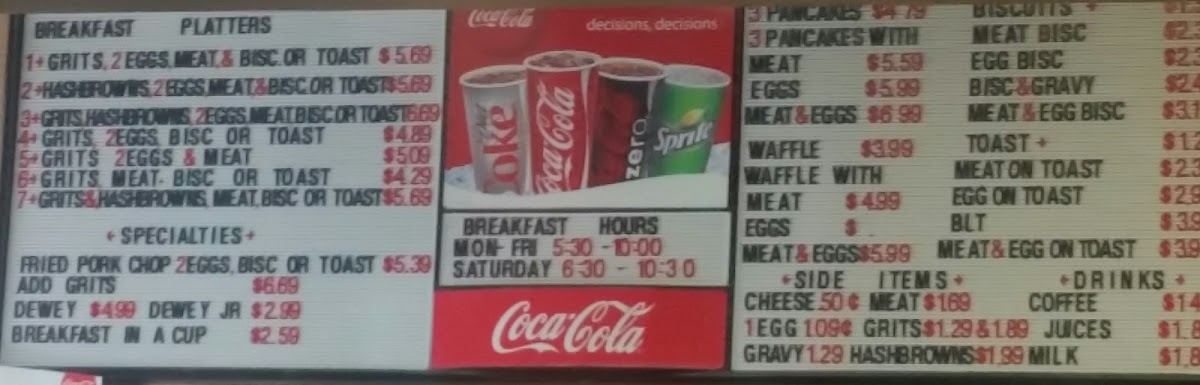 BREAKFAST PLATTERS
1+ GRITS, 2 EGGS, MEAT,& BISC. OR TOAST $5.69
2+HASHBROWNS, 2EGGS, MEAT,&BISC. OR TOAST$5.69
3+GRITS, HASHBROWNS, 2EGGS, MEAT, BISC OR TOAST6.69
4+ GRITS, 2EGGS, BISC OR TOAST $4.89
5+ GRITS 2EGGS & MEAT $5.09
6+ GRITS, MEAT- BISC OR TOAST $4.29
7+GRITS&HASHBROWNS, MEAT, BISC OR TOAST$5.69
+ SPECIALTIES +
FRIED PORK CHOP 2EGGS, BISC OR TOAST $5.39
ADD GRITS $6.69
DEWEY $4.99 DEWEY JR $2.99
BREAKFAST IN A CUP $2.59
Coca-Cola
decisions, decisions
Coke
Coca-Cola
zero
Sprite
BREAKFAST HOURS
MON- FRI 5:30 -10:00
SATURDAY 6:30 - 10:30
Coca-Cola
3 PANCAKES $4.79
3 PANCAKES WITH
MEAT $5.59
EGGS $5.99
MEAT&EGGS $6.99
WAFFLE $3.99
WAFFLE WITH
MEAT $4.99
EGGS $ .
MEAT&EGGS$5.99
BISCUITS +
MEAT BISC
EGG BISC
BISC&GRAVY
MEAT & EGG BISC
TOAST +
MEAT ON TOAST
EGG ON TOAST
BLT
MEAT& EGG ON TOAST
+SIDE ITEMS +
CHEESE .50¢ MEAT $1.69
1 EGG 1.09¢ GRITS$1.29 &1.89
GRAVY 1.29 HASHBROWNS$1.99
+DRINKS +
COFFEE
JUICES
MILK